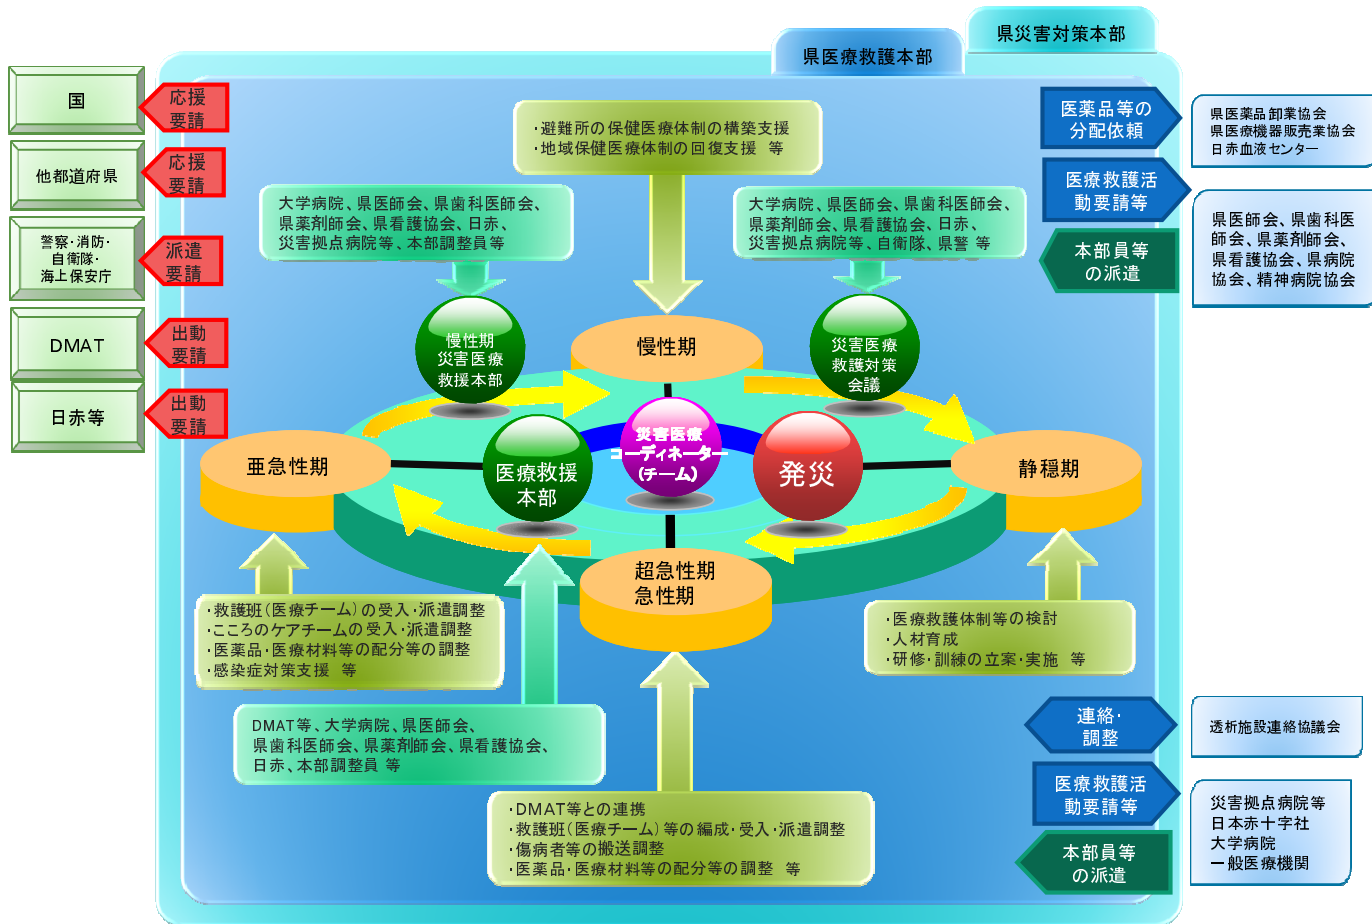 県災害対策本部
県医療救護本部
国
応援
要請
他都道府県
応援
要請
警察・消防・
自衛隊・
海上保安庁
派遣
要請
DMAT
出動
要請
日赤等
出動
要請
・避難所の保健医療体制の構築支援
・地域保健医療体制の回復支援 等
大学病院、県医師会、県歯科医師会、
県薬剤師会、県看護協会、日赤、
災害拠点病院等、本部調整員等
大学病院、県医師会、県歯科医師会、
県薬剤師会、県看護協会、日赤、
災害拠点病院等、自衛隊、県警 等
医薬品等の
分配依頼
県医薬品卸業協会
県医療機器販売業協会
日赤血液センター
医療救護活
動要請等
本部員等
の派遣
県医師会、県歯科医
師会、県薬剤師会、
県看護協会、県病院
協会、精神病院協会
慢性期
災害医療
救援本部
慢性期
災害医療
救護対策
会議
医療救援
本部
災害医療
コーディネーター
(チーム)
発災
亜急性期
静穏期
超急性期
急性期
・救護班(医療チーム)の受入・派遣調整
・こころのケアチームの受入・派遣調整
・医薬品・医療材料等の配分等の調整
・感染症対策支援 等
・医療救護体制等の検討
・人材育成
・研修・訓練の立案・実施 等
DMAT等、大学病院、県医師会、
県歯科医師会、県薬剤師会、県看護協会、
日赤、本部調整員 等
・DMAT等との連携
・救護班(医療チーム)等の編成・受入・派遣調整
・傷病者等の搬送調整
・医薬品・医療材料等の配分等の調整 等
連絡・
調整
透析施設連絡協議会
医療救護活
動要請等
本部員等
の派遣
災害拠点病院等
日本赤十字社
大学病院
一般医療機関